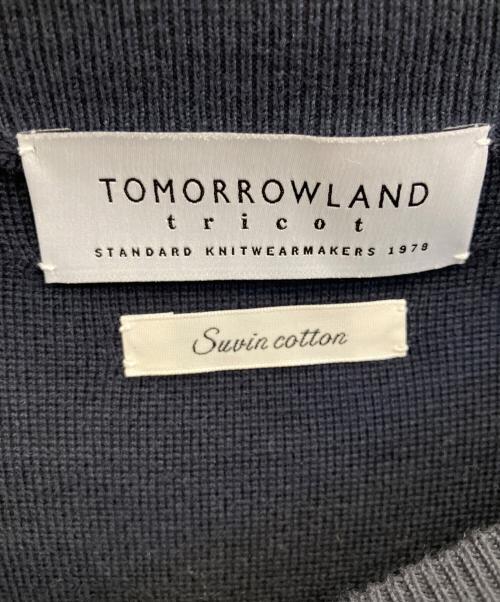 TOMORROWLAND
tricot
STANDARD KNITWEARMAKERS 1978
Suvin cotton